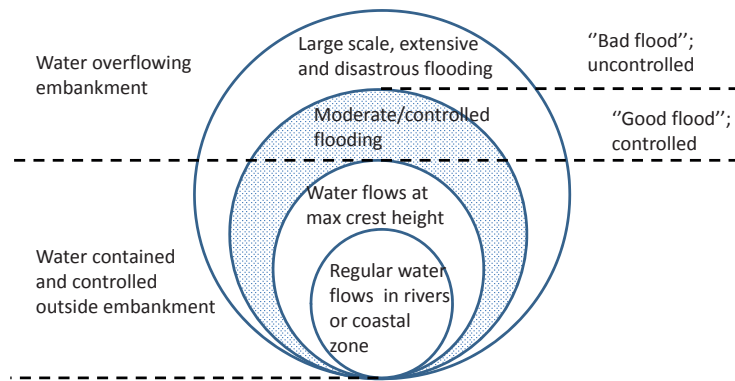 Water overflowing
embankment
Large scale, extensive
and disastrous flooding
‘‘Bad flood’’;
uncontrolled
Moderate/controlled
flooding
‘‘Good flood’’;
controlled
Water flows at
max crest height
Water contained
and controlled
outside embankment
Regular water
flows in rivers
or coastal
zone